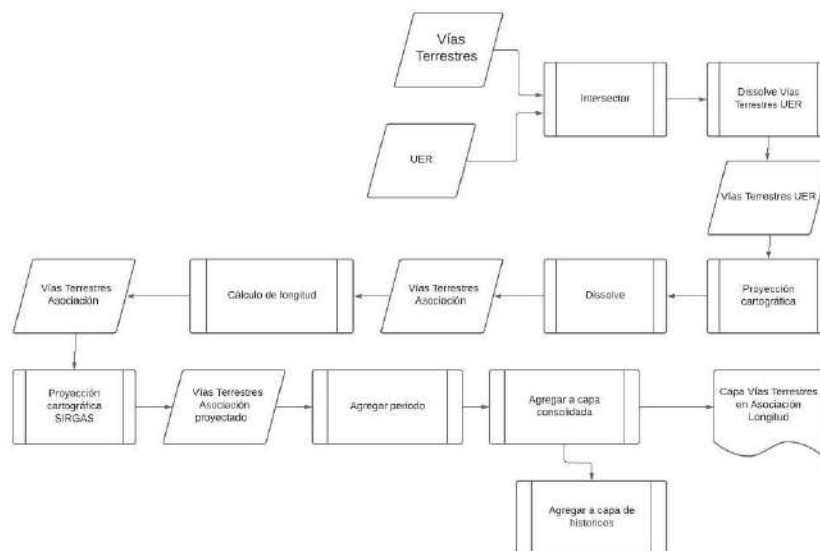 Vías
Terrestres
Intersectar
Dissolve Vías
Terrestres UER
UER
Vías Terrestres UER
Vías Terrestres
Asociación
Cálculo de longitud
Vías Terrestres
Asociación
Dissolve
Proyección
cartográfica
Proyección
cartográfica
SIRGAS
Vías Terrestres
Asociación
proyectado
Agregar periodo
Agregar a capa
consolidada
Capa Vías Terrestres
en Asociación
Longitud
Agregar a capa de
historicos